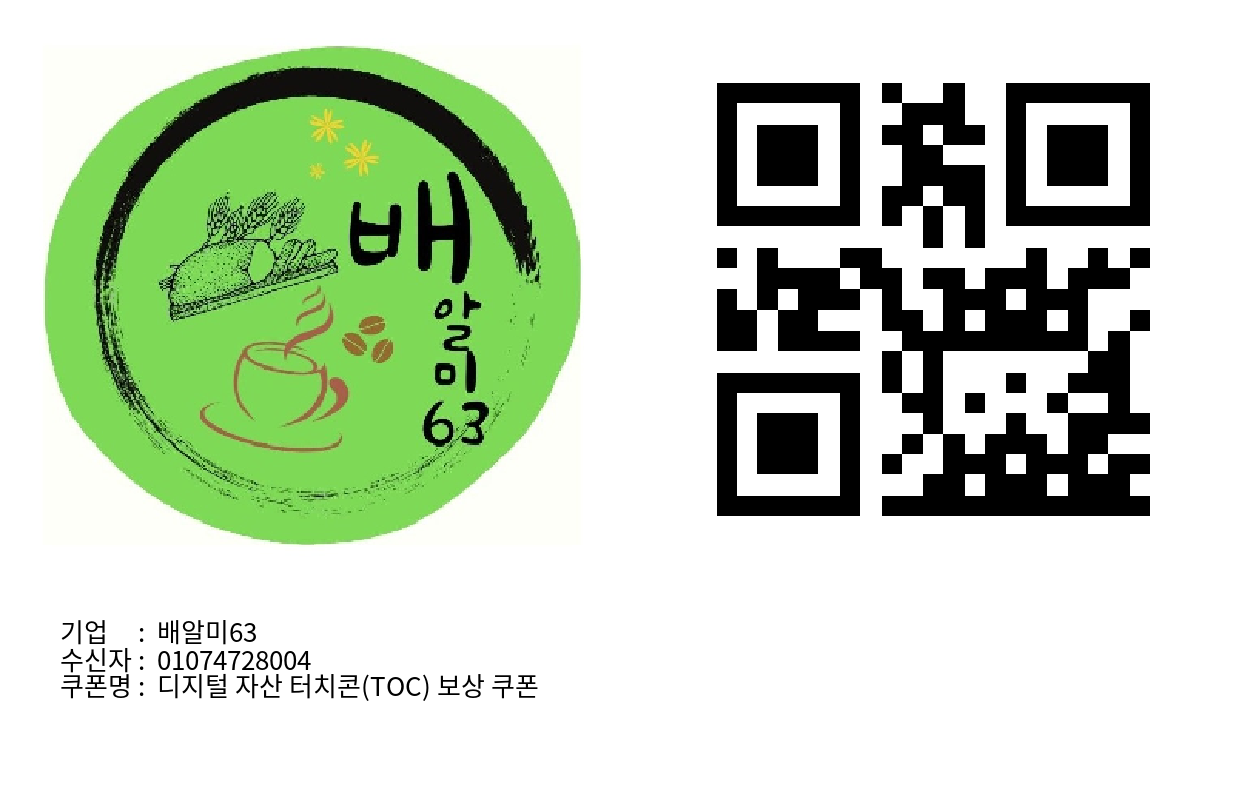 배
알
미
63
기업 : 배알미63
수신자 : 01074728004
쿠폰명 : 디지털 자산 터치콘(TOC) 보상 쿠폰